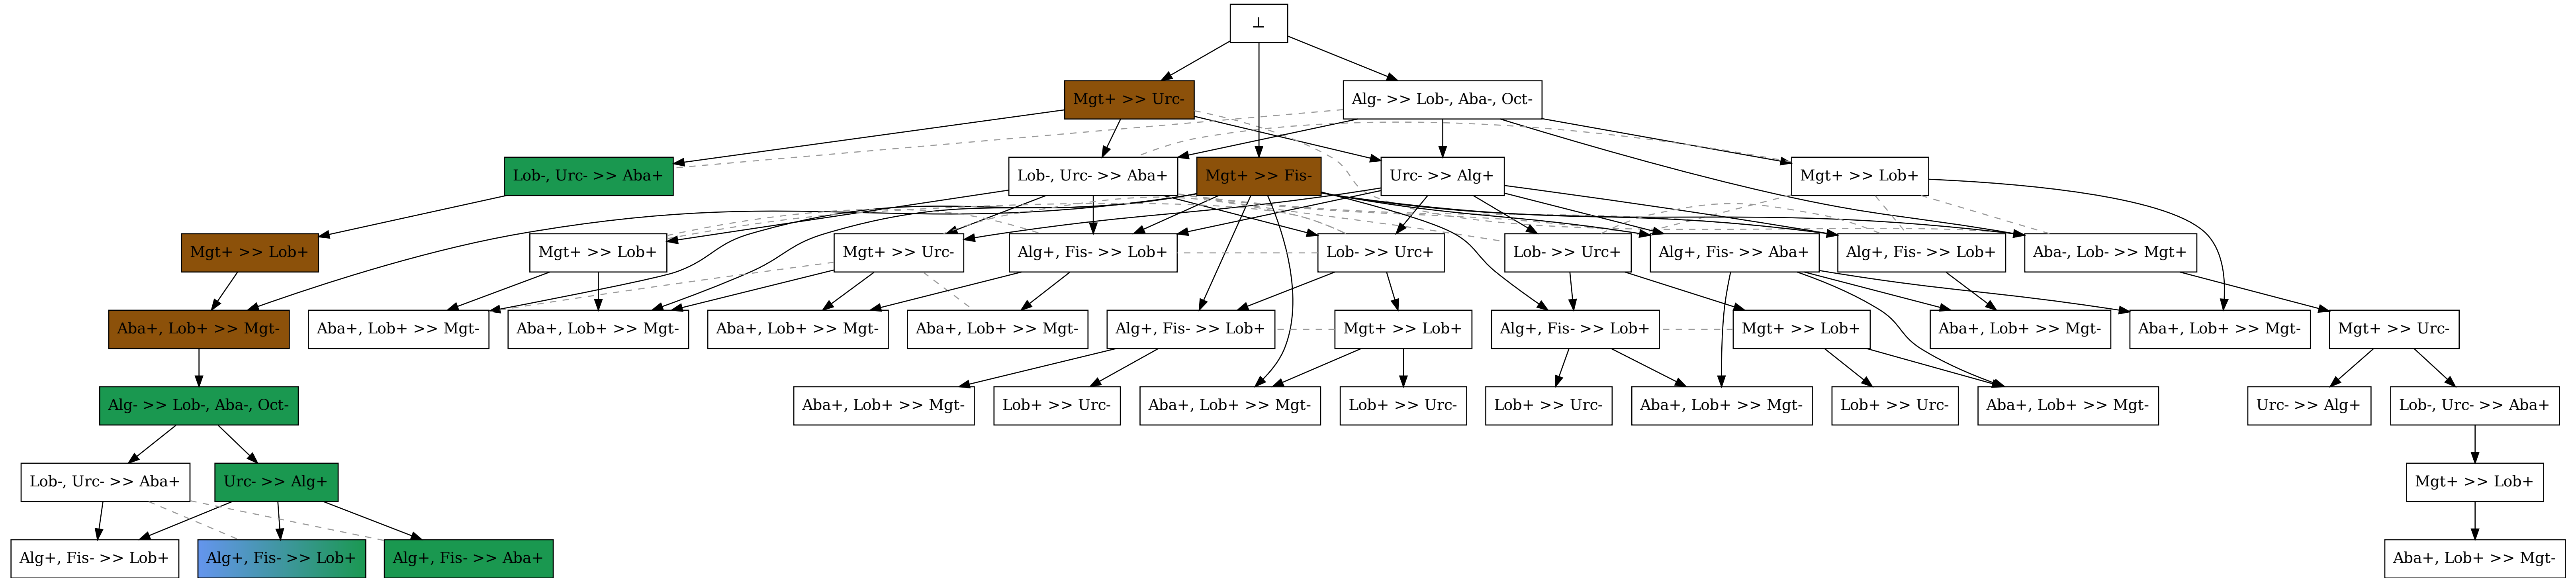 ⊥
Mgt+ >> Urc-
Alg- >> Lob-, Aba-, Oct-
Lob-, Urc- >> Aba+
Lob-, Urc- >> Aba+
Mgt+ >> Fis-
Urc- >> Alg+
Mgt+ >> Lob+
Mgt+ >> Lob+
Mgt+ >> Lob+
Mgt+ >> Urc-
Alg+, Fis- >> Lob+
Lob- >> Urc+
Lob- >> Urc+
Alg+, Fis- >> Aba+
Alg+, Fis- >> Lob+
Aba-, Lob- >> Mgt+
Aba+, Lob+ >> Mgt-
Aba+, Lob+ >> Mgt-
Aba+, Lob+ >> Mgt-
Aba+, Lob+ >> Mgt-
Aba+, Lob+ >> Mgt-
Alg+, Fis- >> Lob+
Mgt+ >> Lob+
Alg+, Fis- >> Lob+
Mgt+ >> Lob+
Aba+, Lob+ >> Mgt-
Aba+, Lob+ >> Mgt-
Mgt+ >> Urc-
Alg- >> Lob-, Aba-, Oct-
Aba+, Lob+ >> Mgt-
Lob+ >> Urc-
Aba+, Lob+ >> Mgt-
Lob+ >> Urc-
Lob+ >> Urc-
Aba+, Lob+ >> Mgt-
Lob+ >> Urc-
Aba+, Lob+ >> Mgt-
Urc- >> Alg+
Lob-, Urc- >> Aba+
Lob-, Urc- >> Aba+
Urc- >> Alg+
Mgt+ >> Lob+
Alg+, Fis- >> Lob+
Alg+, Fis- >> Lob+
Alg+, Fis- >> Aba+
Aba+, Lob+ >> Mgt-